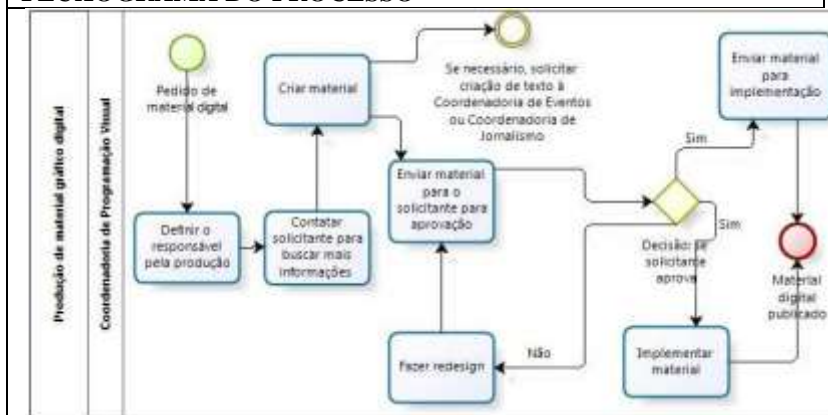 FLUXOGRAMA DO PROCESSO
Produção de material gráfico digital
Coordenadoria de Programação Visual
Pedido de
material digital
Definir o
responsável
pela produção
Contatar
solicitante para
buscar mais
informações
Criar material
Se necessário, solicitar
criação de texto à
Coordenadoria de Eventos
ou Coordenadoria de
Jornalismo
Enviar material
para o
solicitante para
aprovação
Fazer redesign
Não
Decisão: se
solicitante
aprova
Sim
Sim
Enviar material
para
implementação
Implementar
material
Material
digital
publicado